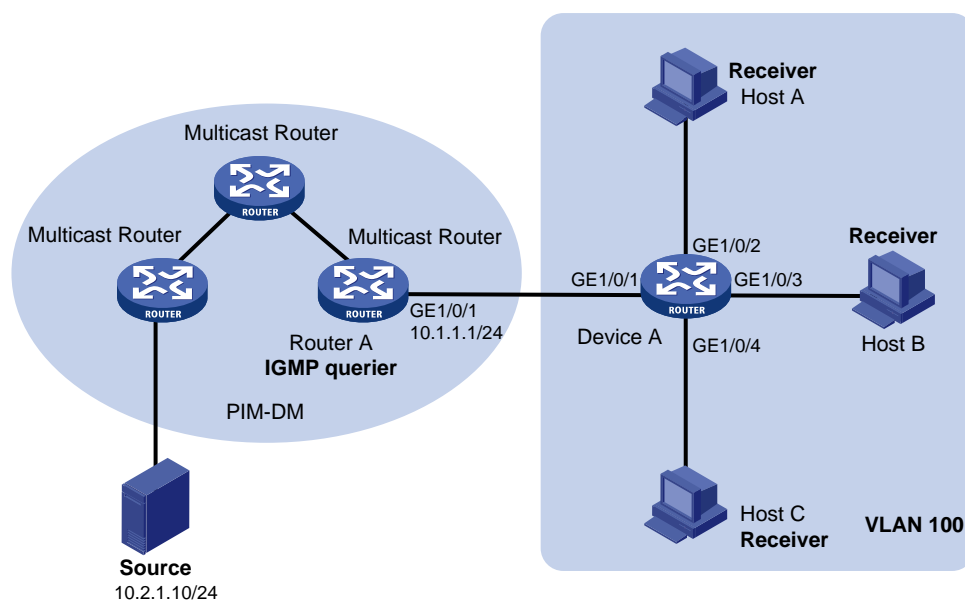 Receiver
Host A
Multicast Router
ROUTER
Multicast Router
Multicast Router
ROUTER
ROUTER
GE1/0/1
10.1.1.1/24
Router A
IGMP querier
PIM-DM
Source
10.2.1.10/24
GE1/0/2
GE1/0/1
GE1/0/3
ROUTER
Device A
GE1/0/4
Receiver
Host B
Host C
Receiver
VLAN 100